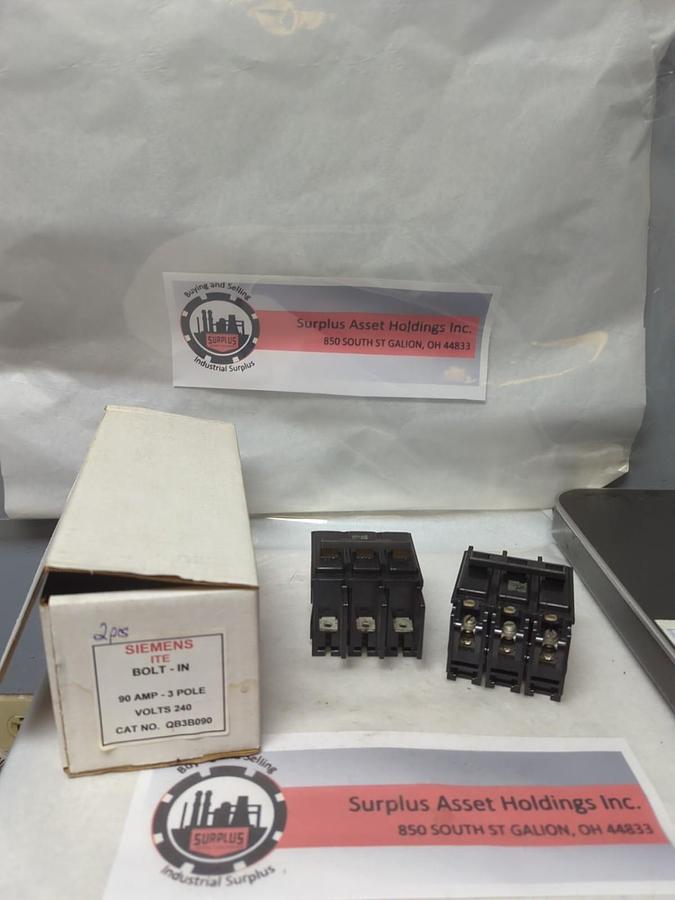 Buying and Selling
SURPLUS
Industrial Surplus
Surplus Asset Holdings Inc.
850 SOUTH ST GALION, OH 44833
2 pcs
SIEMENS
ITE
BOLT - IN
90 AMP - 3 POLE
VOLTS 240
CAT NO. QB3B090
Buying and Selling
SURPLUS
Industrial Surplus
Surplus Asset Holdings Inc.
850 SOUTH ST GALION, OH 44833